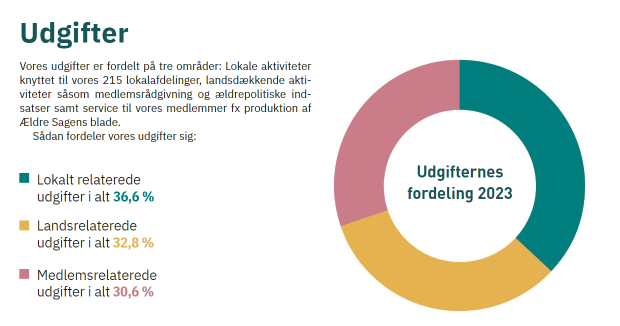 Udgifter
Vores udgifter er fordelt på tre områder: Lokale aktiviteter
knyttet til vores 215 lokalafdelinger, landsdækkende akti-
viteter såsom medlemsrådgivning og ældrepolitiske ind-
satser samt service til vores medlemmer fx produktion af
Ældre Sagens blade.
Sådan fordeler vores udgifter sig:
Lokalt relaterede
udgifter i alt 36,6 %
Landsrelaterede
udgifter i alt 32,8 %
Medlemsrelaterede
udgifter i alt 30,6 %
Udgifternes
fordeling 2023